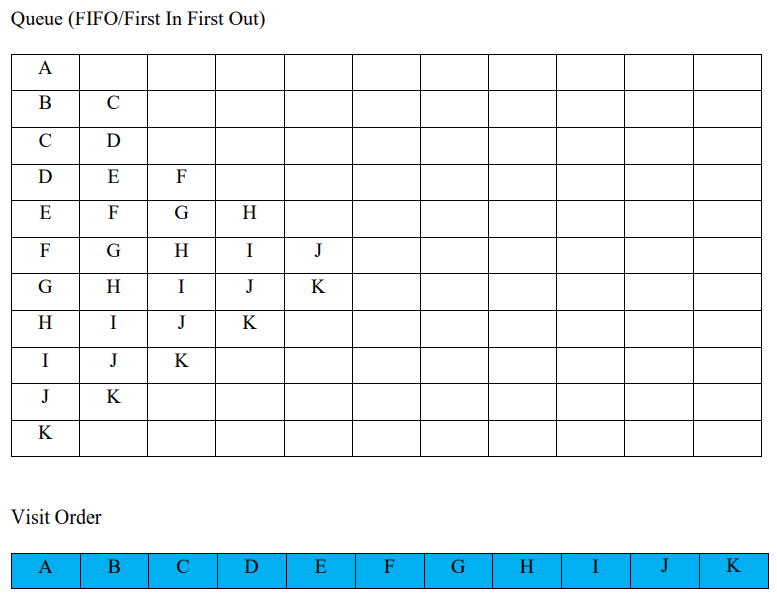 Queue (FIFO/First In First Out)
A
B C
C D
D E F
E F G H
F G H I J
G H I J K
H I J K
I J K
J K
K
Visit Order
A B C D E F G H I J K